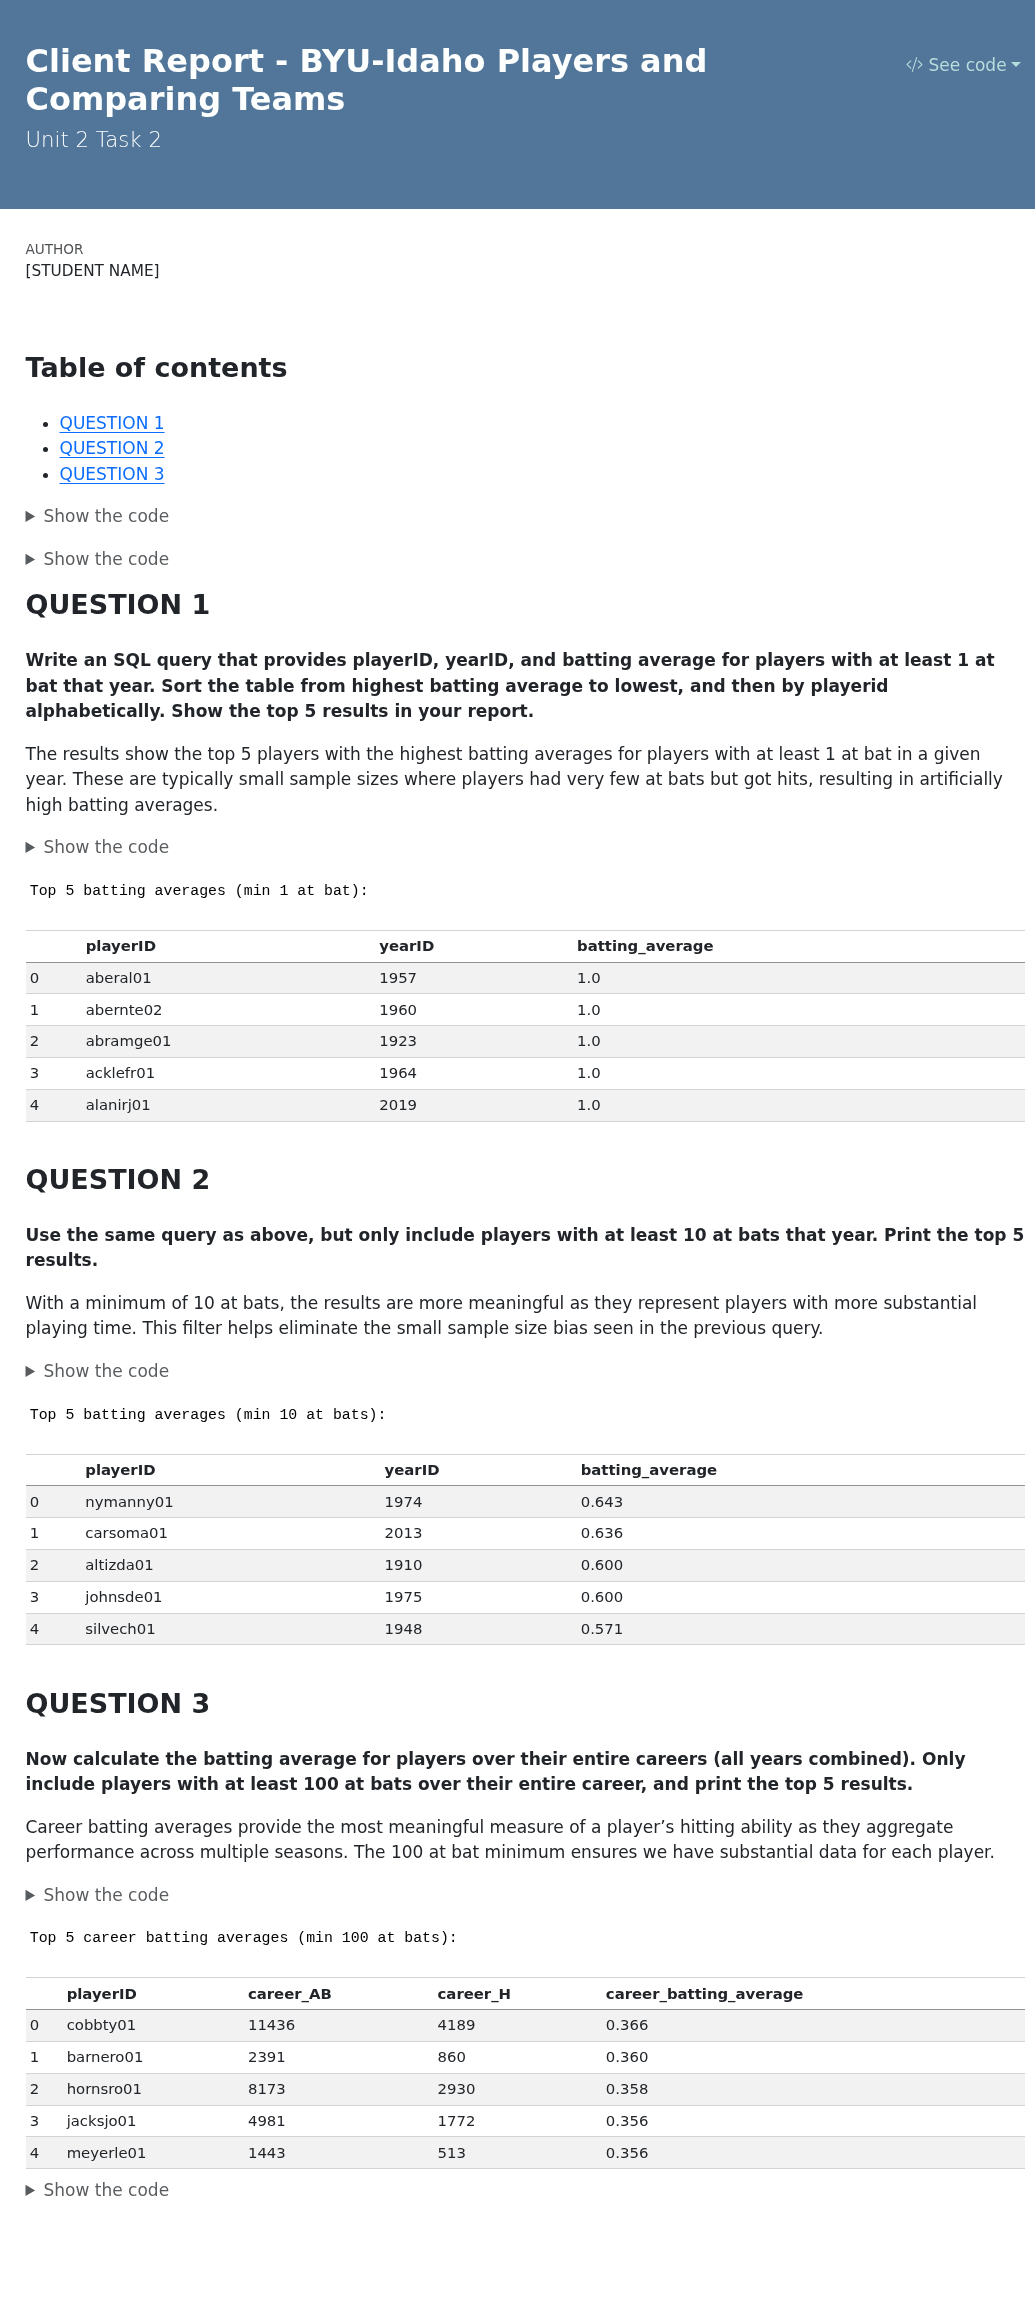 Client Report - BYU-Idaho Players and
Comparing Teams
See code
Unit 2 Task 2
AUTHOR
[STUDENT NAME]
Table of contents
QUESTION 1
QUESTION 2
QUESTION 3
Show the code
Show the code
QUESTION 1
Write an SQL query that provides playerID, yearID, and batting average for players with at least 1 at
bat that year. Sort the table from highest batting average to lowest, and then by playerid
alphabetically. Show the top 5 results in your report.
The results show the top 5 players with the highest batting averages for players with at least 1 at bat in a given
year. These are typically small sample sizes where players had very few at bats but got hits, resulting in artificially
high batting averages.
Show the code
Top 5 batting averages (min 1 at bat):
playerID yearID batting_average
0 aberal01 1957 1.0
1 abernte02 1960 1.0
2 abramge01 1923 1.0
3 acklefr01 1964 1.0
4 alanirj01 2019 1.0
QUESTION 2
Use the same query as above, but only include players with at least 10 at bats that year. Print the top 5
results.
With a minimum of 10 at bats, the results are more meaningful as they represent players with more substantial
playing time. This filter helps eliminate the small sample size bias seen in the previous query.
Show the code
Top 5 batting averages (min 10 at bats):
playerID yearID batting_average
0 nymanny01 1974 0.643
1 carsoma01 2013 0.636
2 altizda01 1910 0.600
3 johnsde01 1975 0.600
4 silvech01 1948 0.571
QUESTION 3
Now calculate the batting average for players over their entire careers (all years combined). Only
include players with at least 100 at bats over their entire career, and print the top 5 results.
Career batting averages provide the most meaningful measure of a player’s hitting ability as they aggregate
performance across multiple seasons. The 100 at bat minimum ensures we have substantial data for each player.
Show the code
Top 5 career batting averages (min 100 at bats):
playerID career_AB career_H career_batting_average
0 cobbty01 11436 4189 0.366
1 barnero01 2391 860 0.360
2 hornsro01 8173 2930 0.358
3 jacksjo01 4981 1772 0.356
4 meyerle01 1443 513 0.356
Show the code